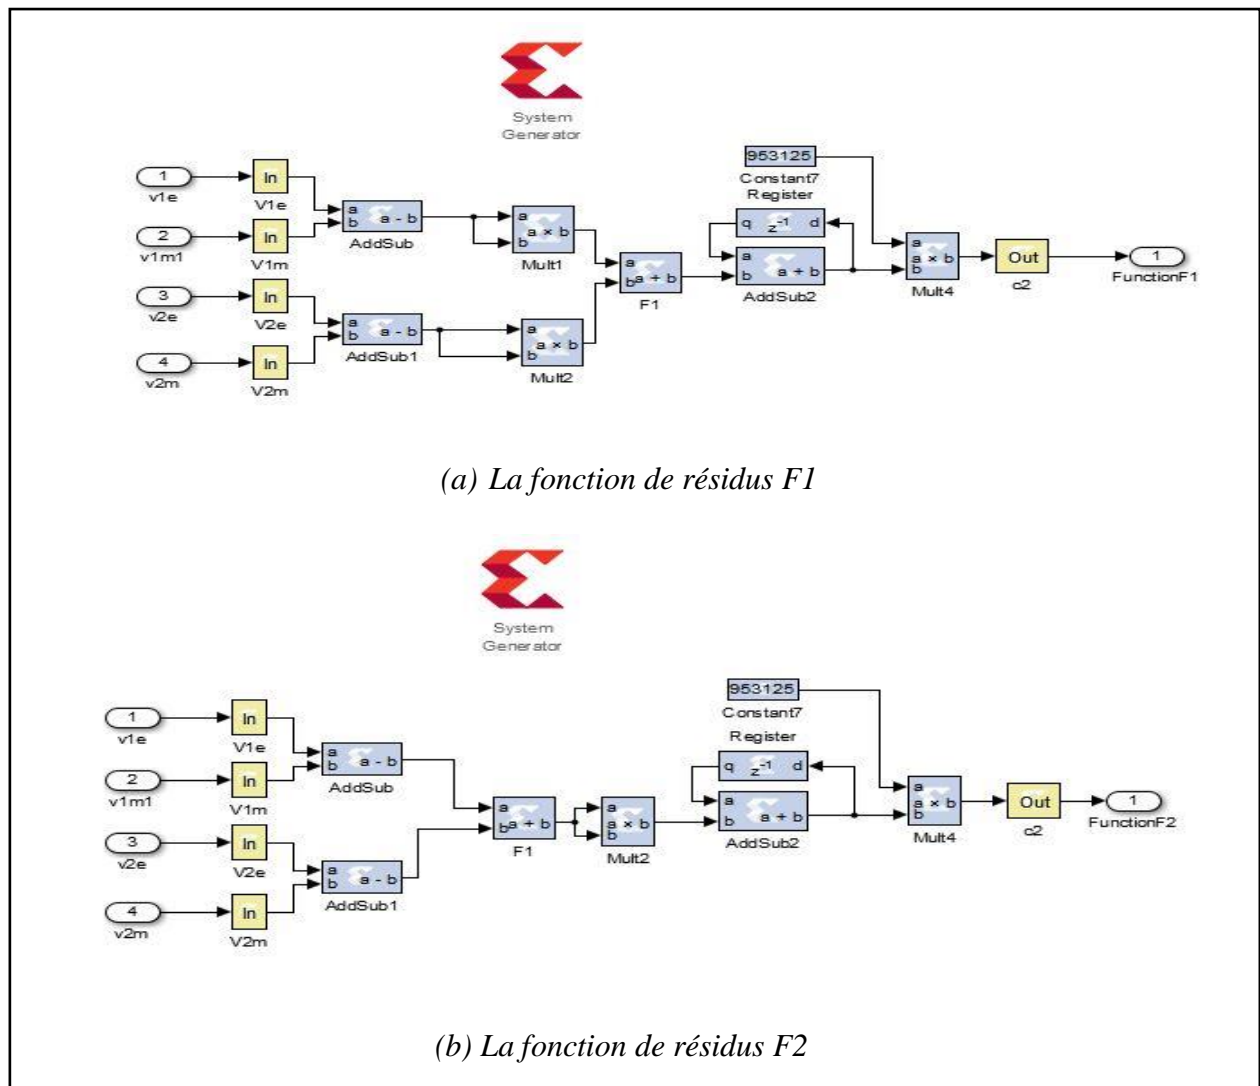 System
Generator
1
v1e
In
V1e
2
v1m1
In
V1m
3
v2e
In
V2e
4
v2m
In
V2m
a
b
a - b
AddSub
a
b
a - b
AddSub1
a
b
a × b
Mult1
a
b
a × b
Mult2
a
b
a + b
F1
953125
Constant7
Register
q
z-1
d
a
b
a + b
AddSub2
a
b
a × b
Mult4
Out
c2
1
FunctionF1
(a) La fonction de résidus F1
System
Generator
1
v1e
In
V1e
2
v1m1
In
V1m
3
v2e
In
V2e
4
v2m
In
V2m
a
b
a - b
AddSub
a
b
a - b
AddSub1
a
b
a + b
F1
a
b
a × b
Mult2
953125
Constant7
Register
q
z-1
d
a
b
a + b
AddSub2
a
b
a × b
Mult4
Out
c2
1
FunctionF2
(b) La fonction de résidus F2